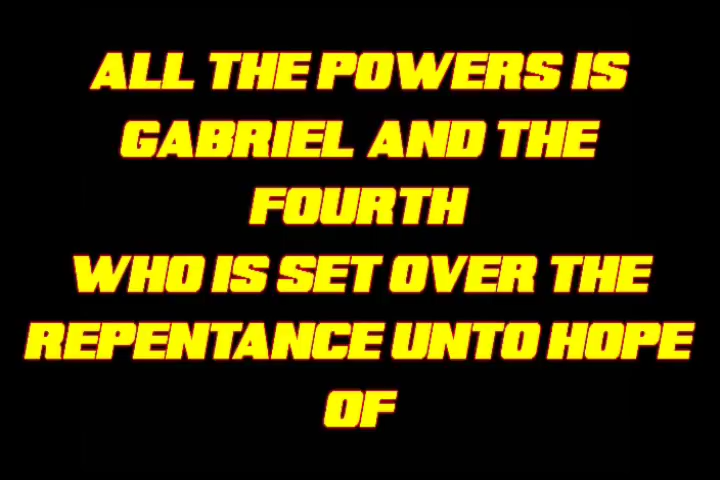 ALL THE POWERS IS
GABRIEL AND THE
FOURTH
WHO IS SET OVER THE
REPENTANCE UNTO HOPE
OF